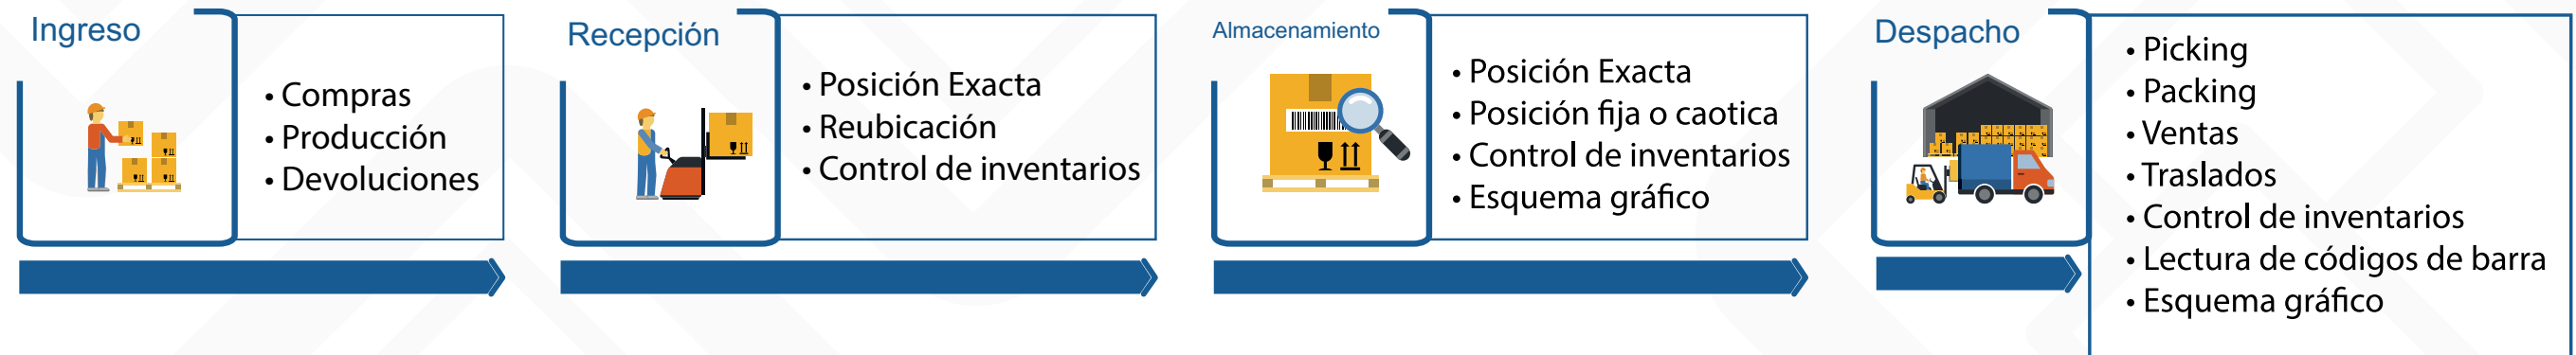 Ingreso
• Compras
• Producción
• Devoluciones
Recepción
• Posición Exacta
• Reubicación
• Control de inventarios
Almacenamiento
• Posición Exacta
• Posición fija o caotica
• Control de inventarios
• Esquema gráfico
Despacho
• Picking
• Packing
• Ventas
• Traslados
• Control de inventarios
• Lectura de códigos de barra
• Esquema gráfico